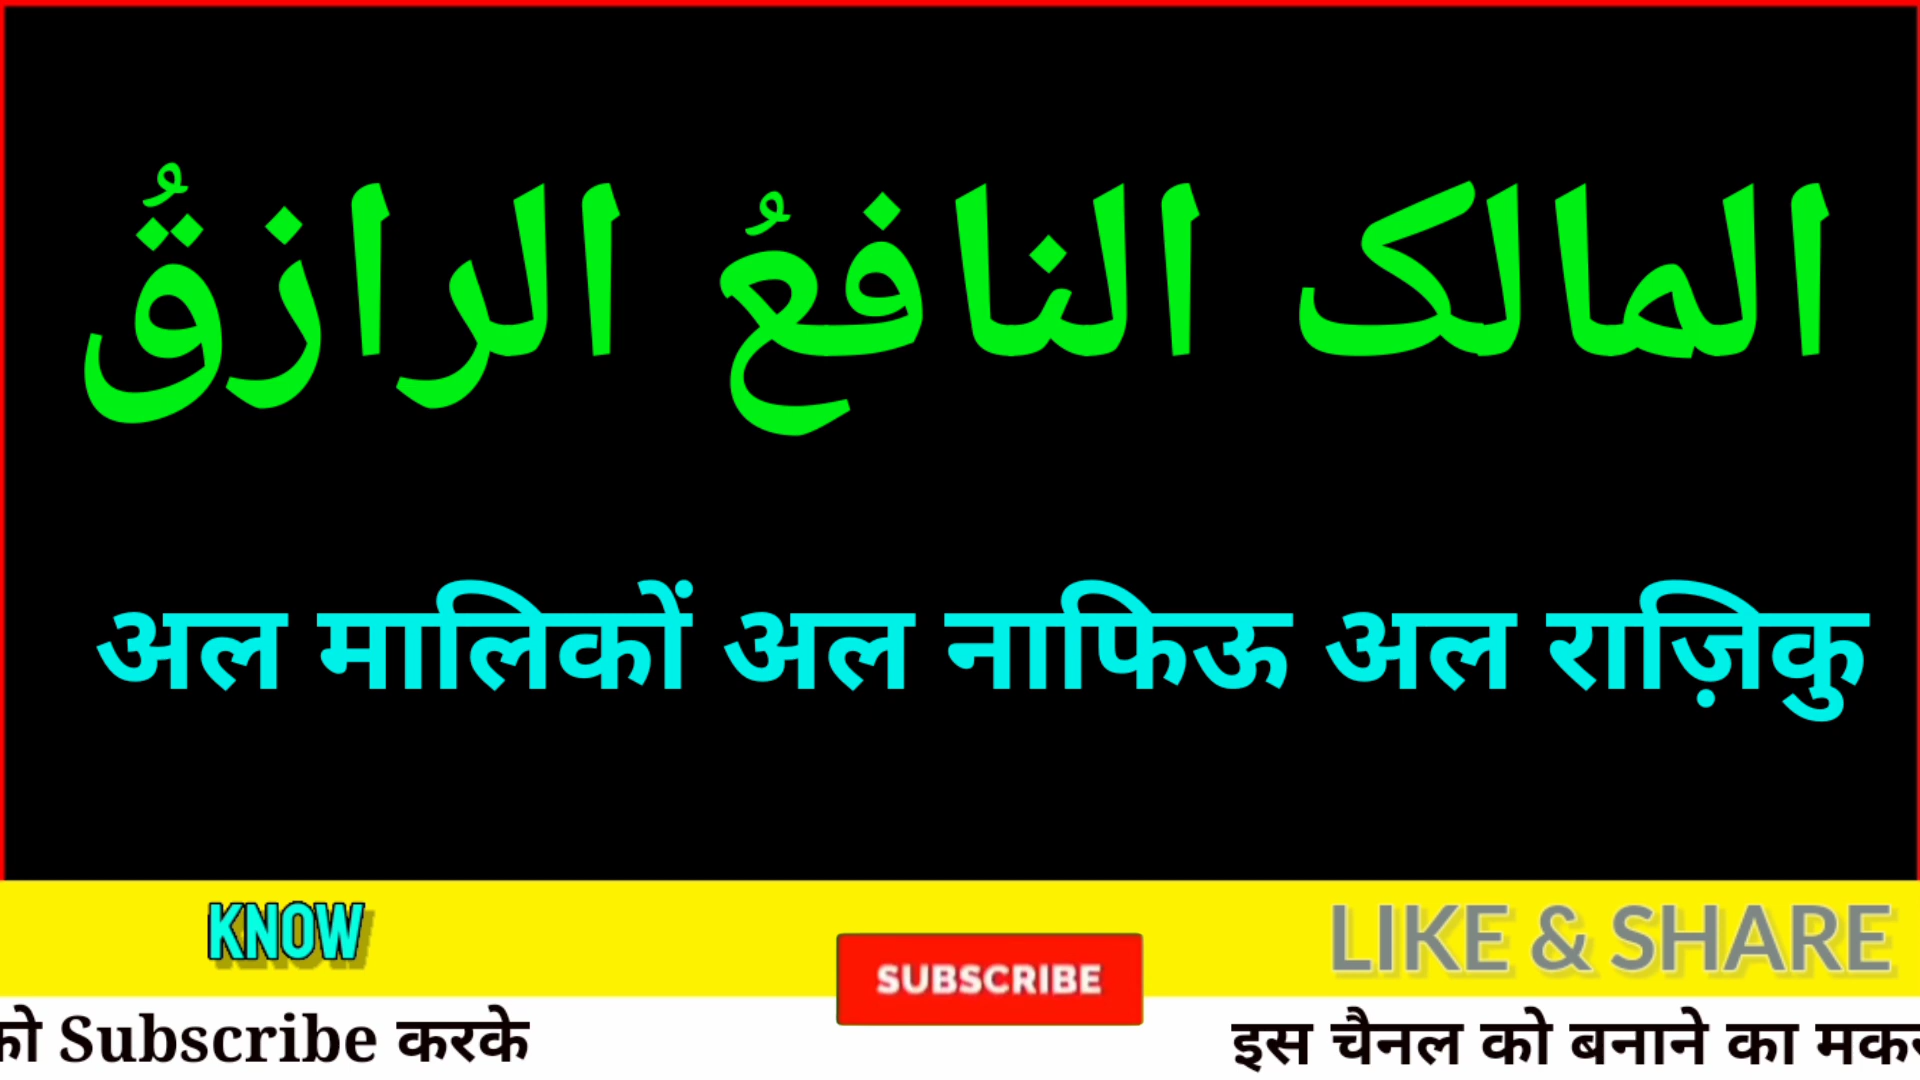 المالک النافعُ الرازقُ
अल मालिकों अल नाफिऊ अल राज़िकु
KNOW
LIKE & SHARE
SUBSCRIBE
को Subscribe करके
इस चैनल को बनाने का